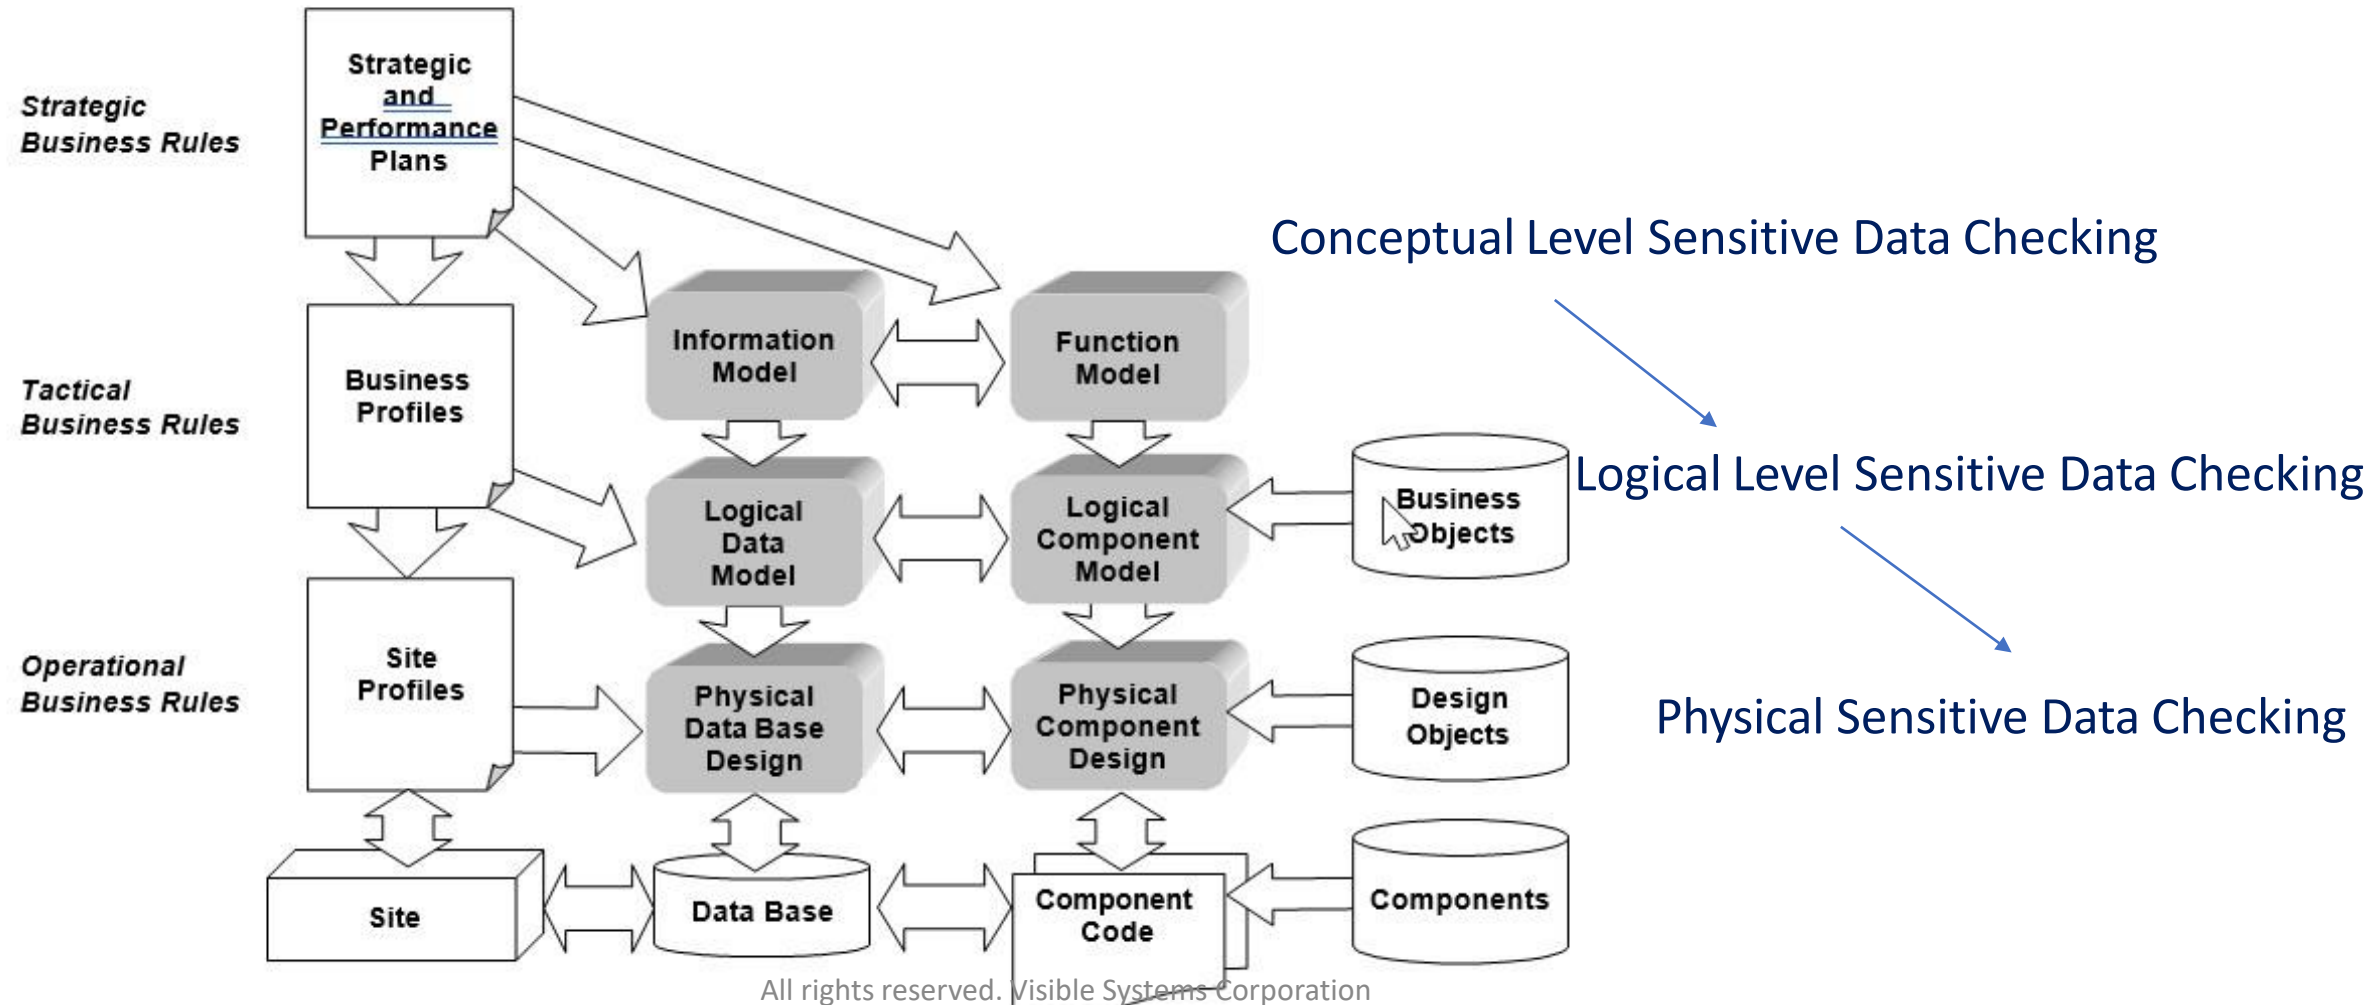 Strategic
and
Performance
Plans
Strategic
Business Rules
Conceptual Level Sensitive Data Checking
Information
Model
Function
Model
Tactical
Business Rules
Business
Profiles
Logical Level Sensitive Data Checking
Logical
Data
Model
Logical
Component
Model
Business
Objects
Operational
Business Rules
Site
Profiles
Physical
Data Base
Design
Physical
Component
Design
Design
Objects
Physical Sensitive Data Checking
Site
Data Base
Component
Code
Components
All rights reserved. Visible Systems Corporation